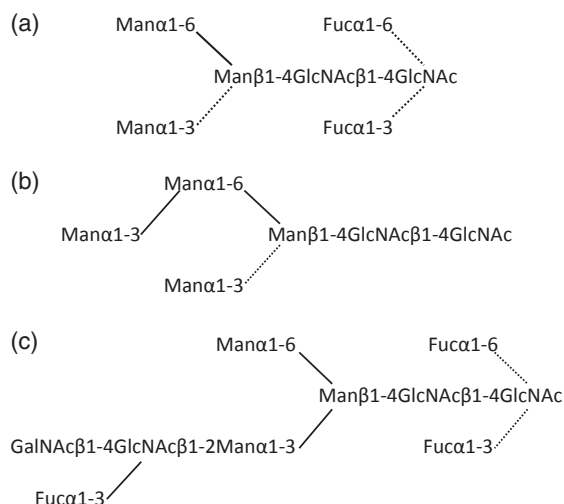 (a)
Manα1-6 Fucα1-6
Manβ1-4GlcNAcβ1-4GlcNAc
Manα1-3 Fucα1-3
(b)
Manα1-6
Manα1-3
Manβ1-4GlcNAcβ1-4GlcNAc
Manα1-3
(c)
Manα1-6 Fucα1-6
Manβ1-4GlcNAcβ1-4GlcNAc
GalNAcβ1-4GlcNAcβ1-2Manα1-3 Fucα1-3
Fucα1-3